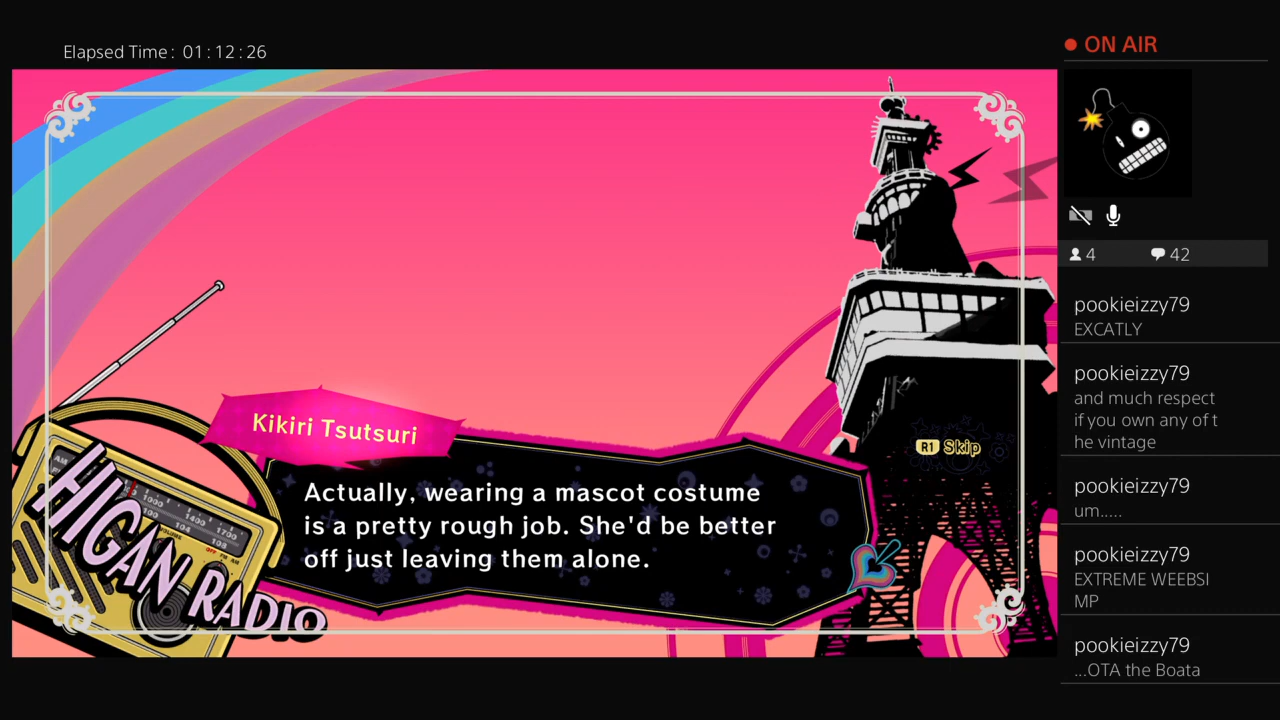 Elapsed Time: 01:12:26
ON AIR
4
42
pookieizzy79
EXCATLY
pookieizzy79
and much respect
if you own any of t
he vintage
pookieizzy79
um.....
pookieizzy79
EXTREME WEEBSI
MP
pookieizzy79
...OTA the Boata
Kikiri Tsutsuri
R1 Skip
Actually, wearing a mascot costume
is a pretty rough job. She'd be better
off just leaving them alone.
HIGAN RADIO